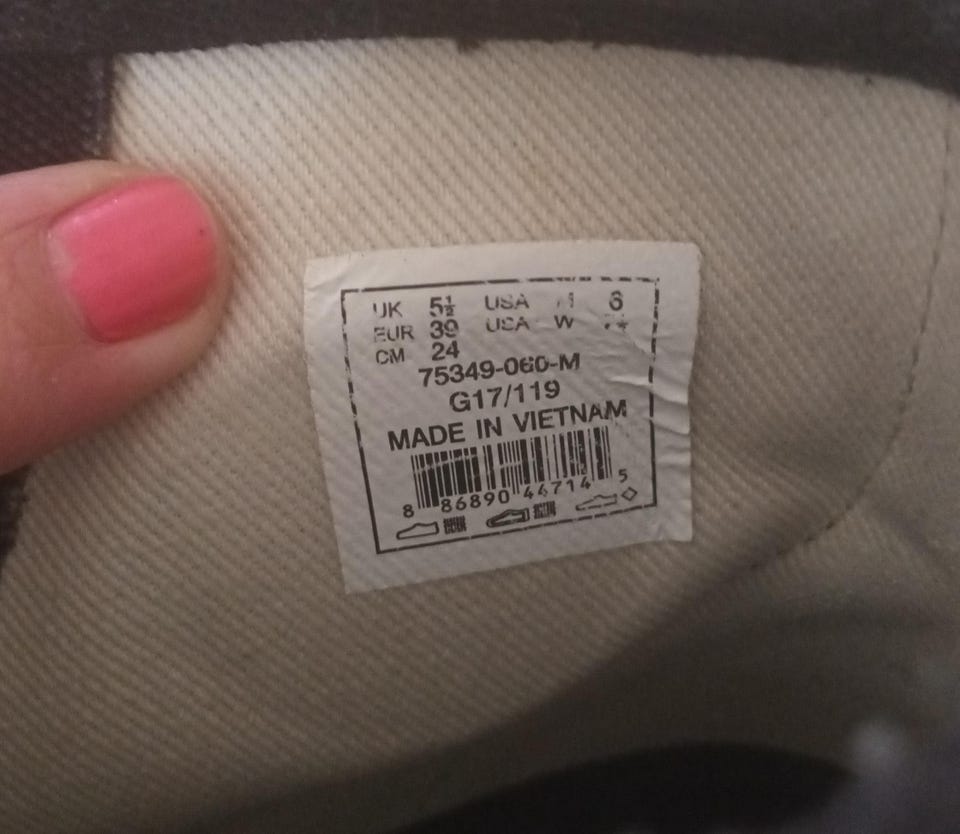 UK 5½ USA M 6
EUR 39 USA W
CM 24
75349-060-M
G17/119
MADE IN VIETNAM
8 86890 44714 5